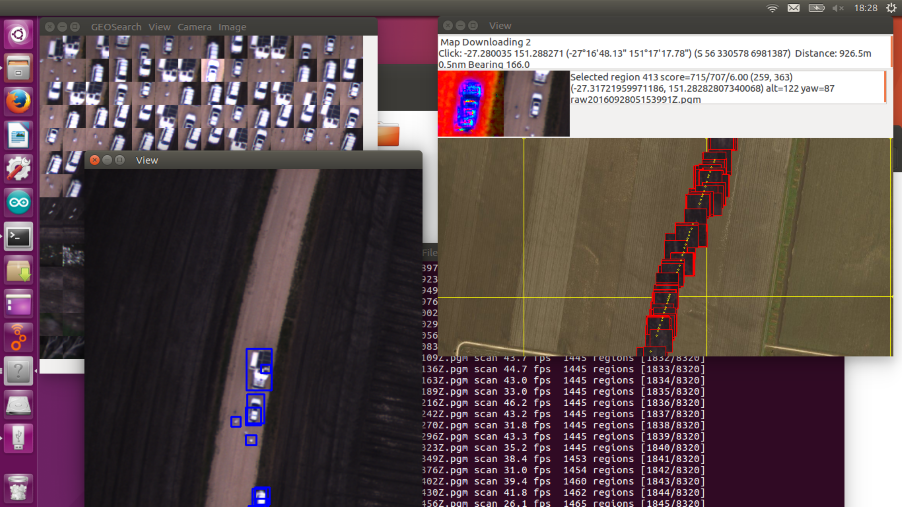 18:28
GEOSearch View Camera Image
View
Map Downloading 2
Click: -27.280035 151.288271 (-27°16'48.13" 151°17'17.78") (S 56 330578 6981387) Distance: 926.5m
0.5nm Bearing 166.0
Selected region 413 score=715/707/6.00 (259, 363)
(-27.31721959971186, 151.28282807340068) alt=122 yaw=87
raw2016092805153991Z.pgm
View
File
897
923
949
976
002
029
056
109Z.pgm scan 43.7 fps 1445 regions [1832/8320]
136Z.pgm scan 44.7 fps 1445 regions [1833/8320]
163Z.pgm scan 43.0 fps 1445 regions [1834/8320]
189Z.pgm scan 33.0 fps 1445 regions [1835/8320]
216Z.pgm scan 46.2 fps 1445 regions [1836/8320]
242Z.pgm scan 43.2 fps 1445 regions [1837/8320]
270Z.pgm scan 31.8 fps 1445 regions [1838/8320]
296Z.pgm scan 43.3 fps 1445 regions [1839/8320]
323Z.pgm scan 35.2 fps 1445 regions [1840/8320]
349Z.pgm scan 38.4 fps 1453 regions [1841/8320]
376Z.pgm scan 31.0 fps 1454 regions [1842/8320]
402Z.pgm scan 39.4 fps 1460 regions [1843/8320]
430Z.pgm scan 41.8 fps 1462 regions [1844/8320]
456Z.pgm scan 26.1 fps 1465 regions [1845/8320]